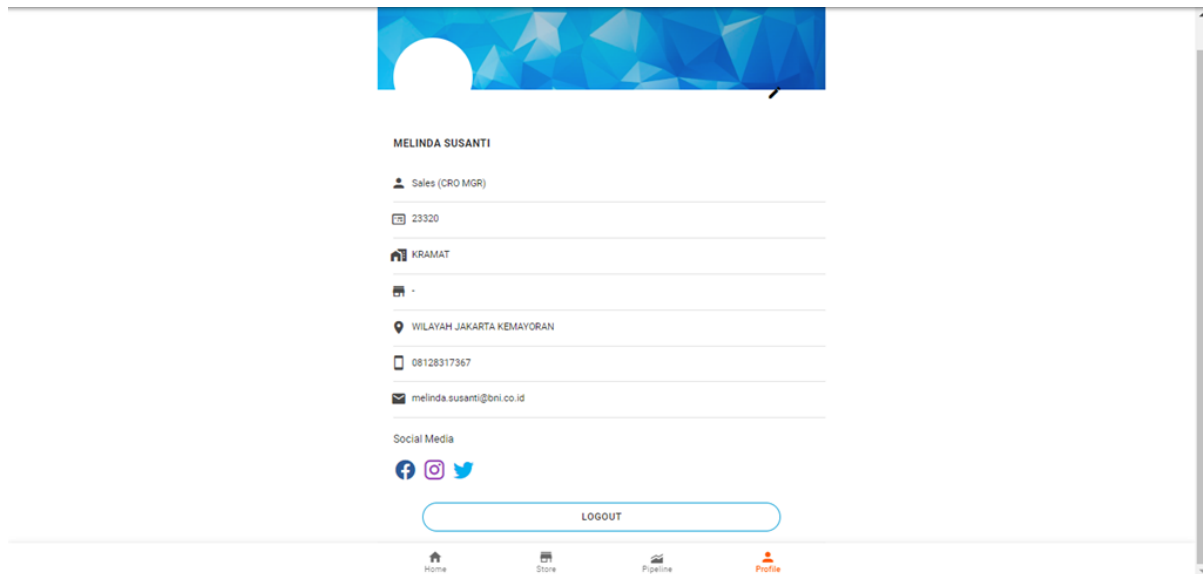 MELINDA SUSANTI
Sales (CRO MGR)
23320
KRAMAT
-
WILAYAH JAKARTA KEMAYORAN
08128317367
melinda.susanti@bni.co.id
Social Media
LOGOUT
Home Store Pipeline Profile